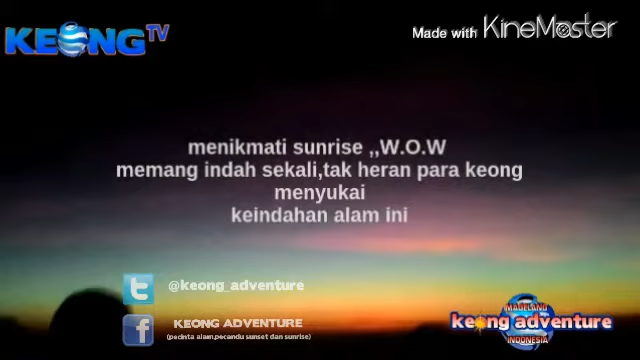 KEONG TV
Made with KineMaster
menikmati sunrise ,,W.O.W
memang indah sekali,tak heran para keong
menyukai
keindahan alam ini
@keong_adventure
KEONG ADVENTURE
(pecinta alam,pecandu sunset dan sunrise)
MAGELANG
keong adventure
INDONESIA